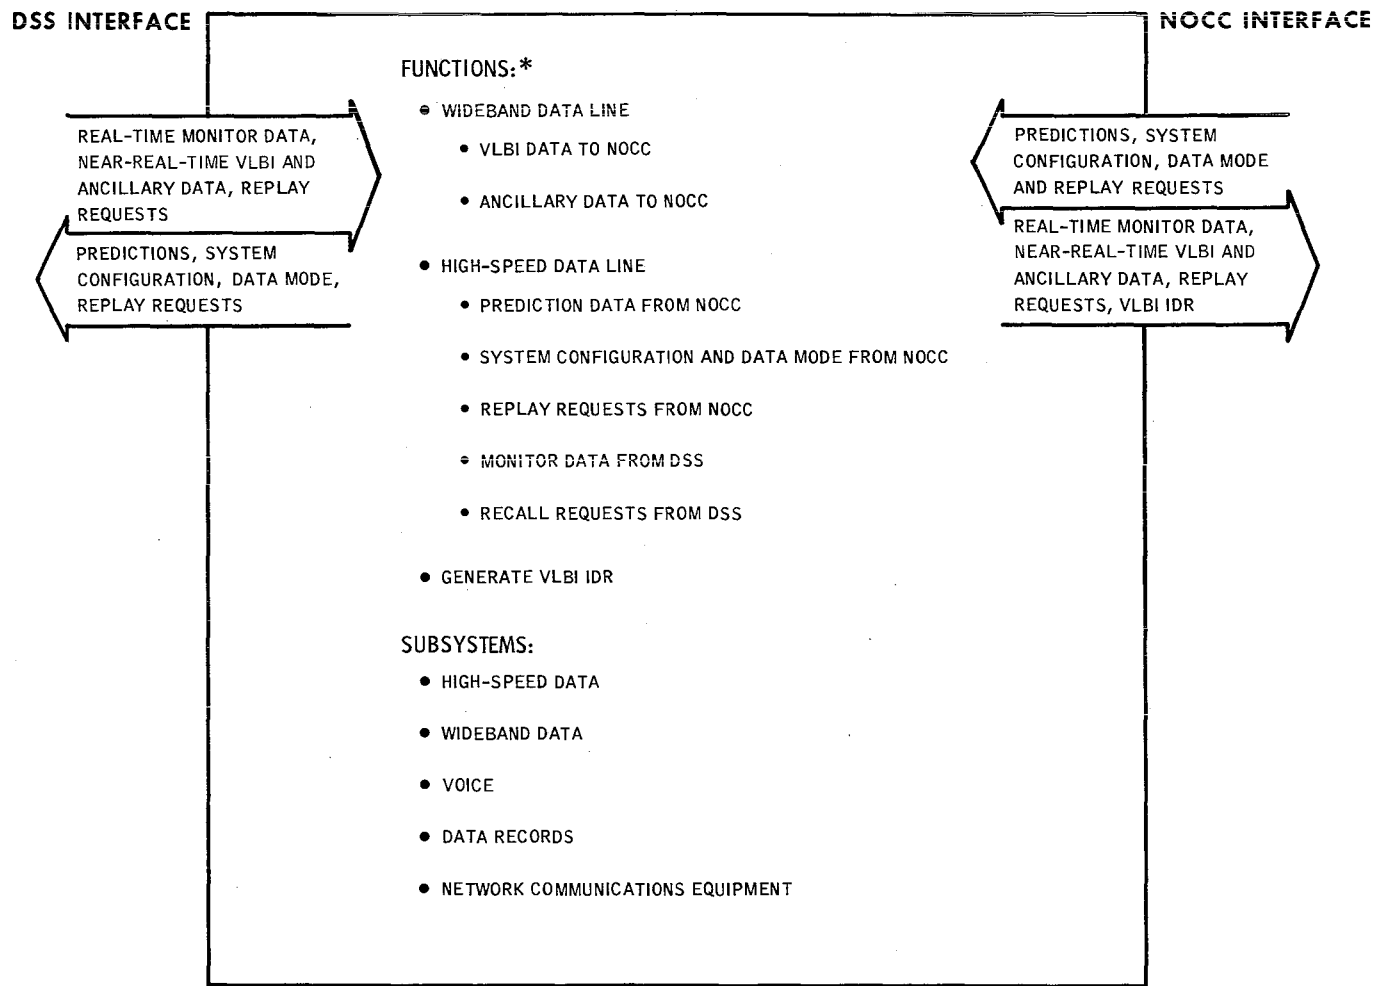 DSS INTERFACE
NOCC INTERFACE
REAL-TIME MONITOR DATA,
NEAR-REAL-TIME VLBI AND
ANCILLARY DATA, REPLAY
REQUESTS
PREDICTIONS, SYSTEM
CONFIGURATION, DATA MODE,
REPLAY REQUESTS
FUNCTIONS:*
• WIDEBAND DATA LINE
• VLBI DATA TO NOCC
• ANCILLARY DATA TO NOCC
• HIGH-SPEED DATA LINE
• PREDICTION DATA FROM NOCC
• SYSTEM CONFIGURATION AND DATA MODE FROM NOCC
• REPLAY REQUESTS FROM NOCC
• MONITOR DATA FROM DSS
• RECALL REQUESTS FROM DSS
• GENERATE VLBI IDR
SUBSYSTEMS:
• HIGH-SPEED DATA
• WIDEBAND DATA
• VOICE
• DATA RECORDS
• NETWORK COMMUNICATIONS EQUIPMENT
PREDICTIONS, SYSTEM
CONFIGURATION, DATA MODE
AND REPLAY REQUESTS
REAL-TIME MONITOR DATA,
NEAR-REAL-TIME VLBI AND
ANCILLARY DATA, REPLAY
REQUESTS, VLBI IDR